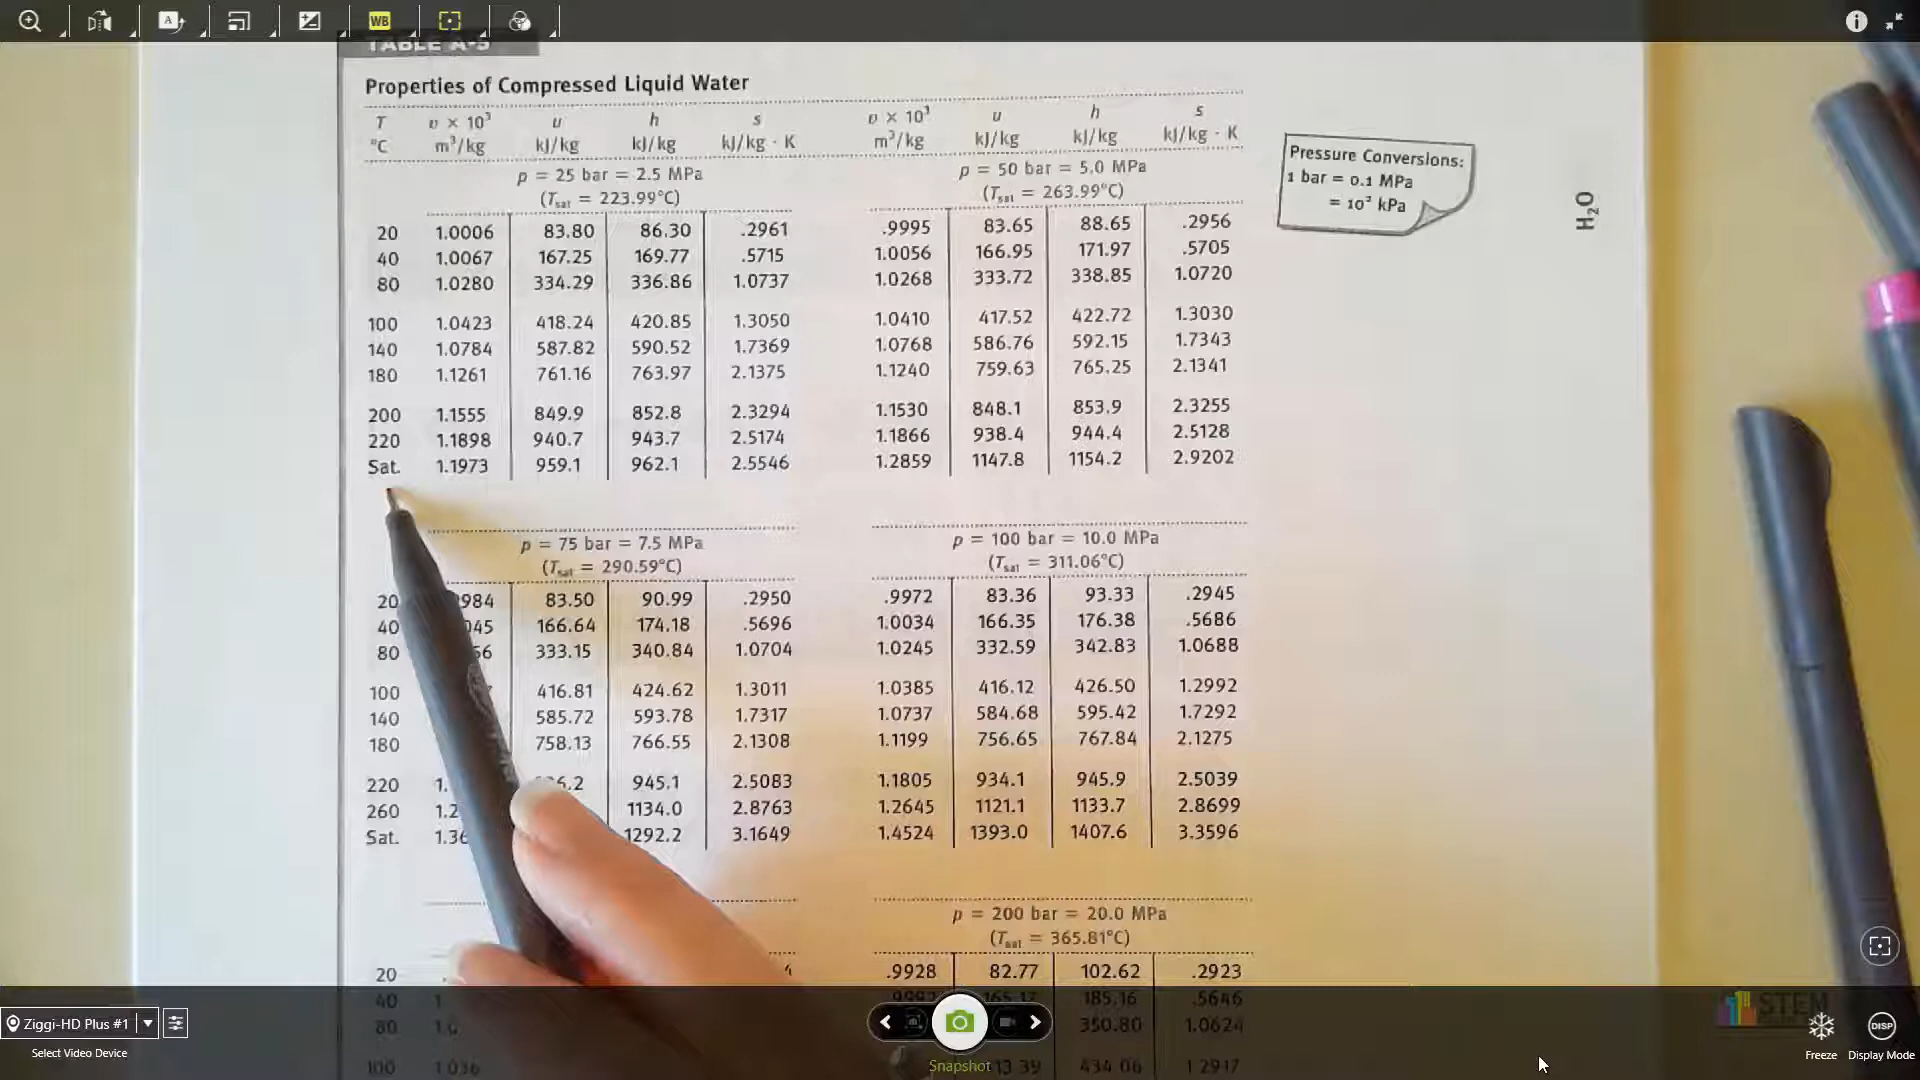 WB
TABLE A-5
Properties of Compressed Liquid Water
T v × 10³ u h s v × 10³ u h s
°C m³/kg kJ/kg kJ/kg kJ/kg · K m³/kg kJ/kg kJ/kg kJ/kg · K
p = 25 bar = 2.5 MPa p = 50 bar = 5.0 MPa
(Tsat = 223.99°C) (Tsat = 263.99°C)
20 1.0006 83.80 86.30 .2961 .9995 83.65 88.65 .2956
40 1.0067 167.25 169.77 .5715 1.0056 166.95 171.97 .5705
80 1.0280 334.29 336.86 1.0737 1.0268 333.72 338.85 1.0720
100 1.0423 418.24 420.85 1.3050 1.0410 417.52 422.72 1.3030
140 1.0784 587.82 590.52 1.7369 1.0768 586.76 592.15 1.7343
180 1.1261 761.16 763.97 2.1375 1.1240 759.63 765.25 2.1341
200 1.1555 849.9 852.8 2.3294 1.1530 848.1 853.9 2.3255
220 1.1898 940.7 943.7 2.5174 1.1866 938.4 944.4 2.5128
Sat. 1.1973 959.1 962.1 2.5546 1.2859 1147.8 1154.2 2.9202
Pressure Conversions:
1 bar = 0.1 MPa
= 10² kPa
H₂O
p = 75 bar = 7.5 MPa p = 100 bar = 10.0 MPa
(Tsat = 290.59°C) (Tsat = 311.06°C)
20 83.50 90.99 .2950 .9972 83.36 93.33 .2945
40 166.64 174.18 .5696 1.0034 166.35 176.38 .5686
80 333.15 340.84 1.0704 1.0245 332.59 342.83 1.0688
100 416.81 424.62 1.3011 1.0385 416.12 426.50 1.2992
140 585.72 593.78 1.7317 1.0737 584.68 595.42 1.7292
180 758.13 766.55 2.1308 1.1199 756.65 767.84 2.1275
220 945.1 2.5083 1.1805 934.1 945.9 2.5039
260 1134.0 2.8763 1.2645 1121.1 1133.7 2.8699
Sat. 1292.2 3.1649 1.4524 1393.0 1407.6 3.3596
p = 200 bar = 20.0 MPa
(Tsat = 365.81°C)
20 .9928 82.77 102.62 .2923
40 185.16 .5646
80 350.80 1.0624
100 434.06 1.2917
Ziggi-HD Plus #1
Select Video Device
Snapshot
STEM
Freeze
DISP
Display Mode